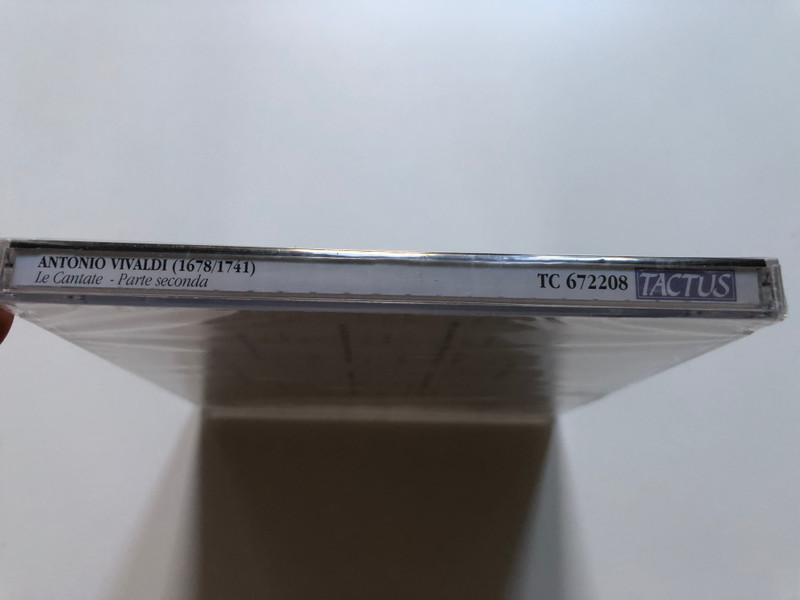 ANTONIO VIVALDI (1678/1741)
Le Cantate - Parte seconda
TC 672208 TACTUS